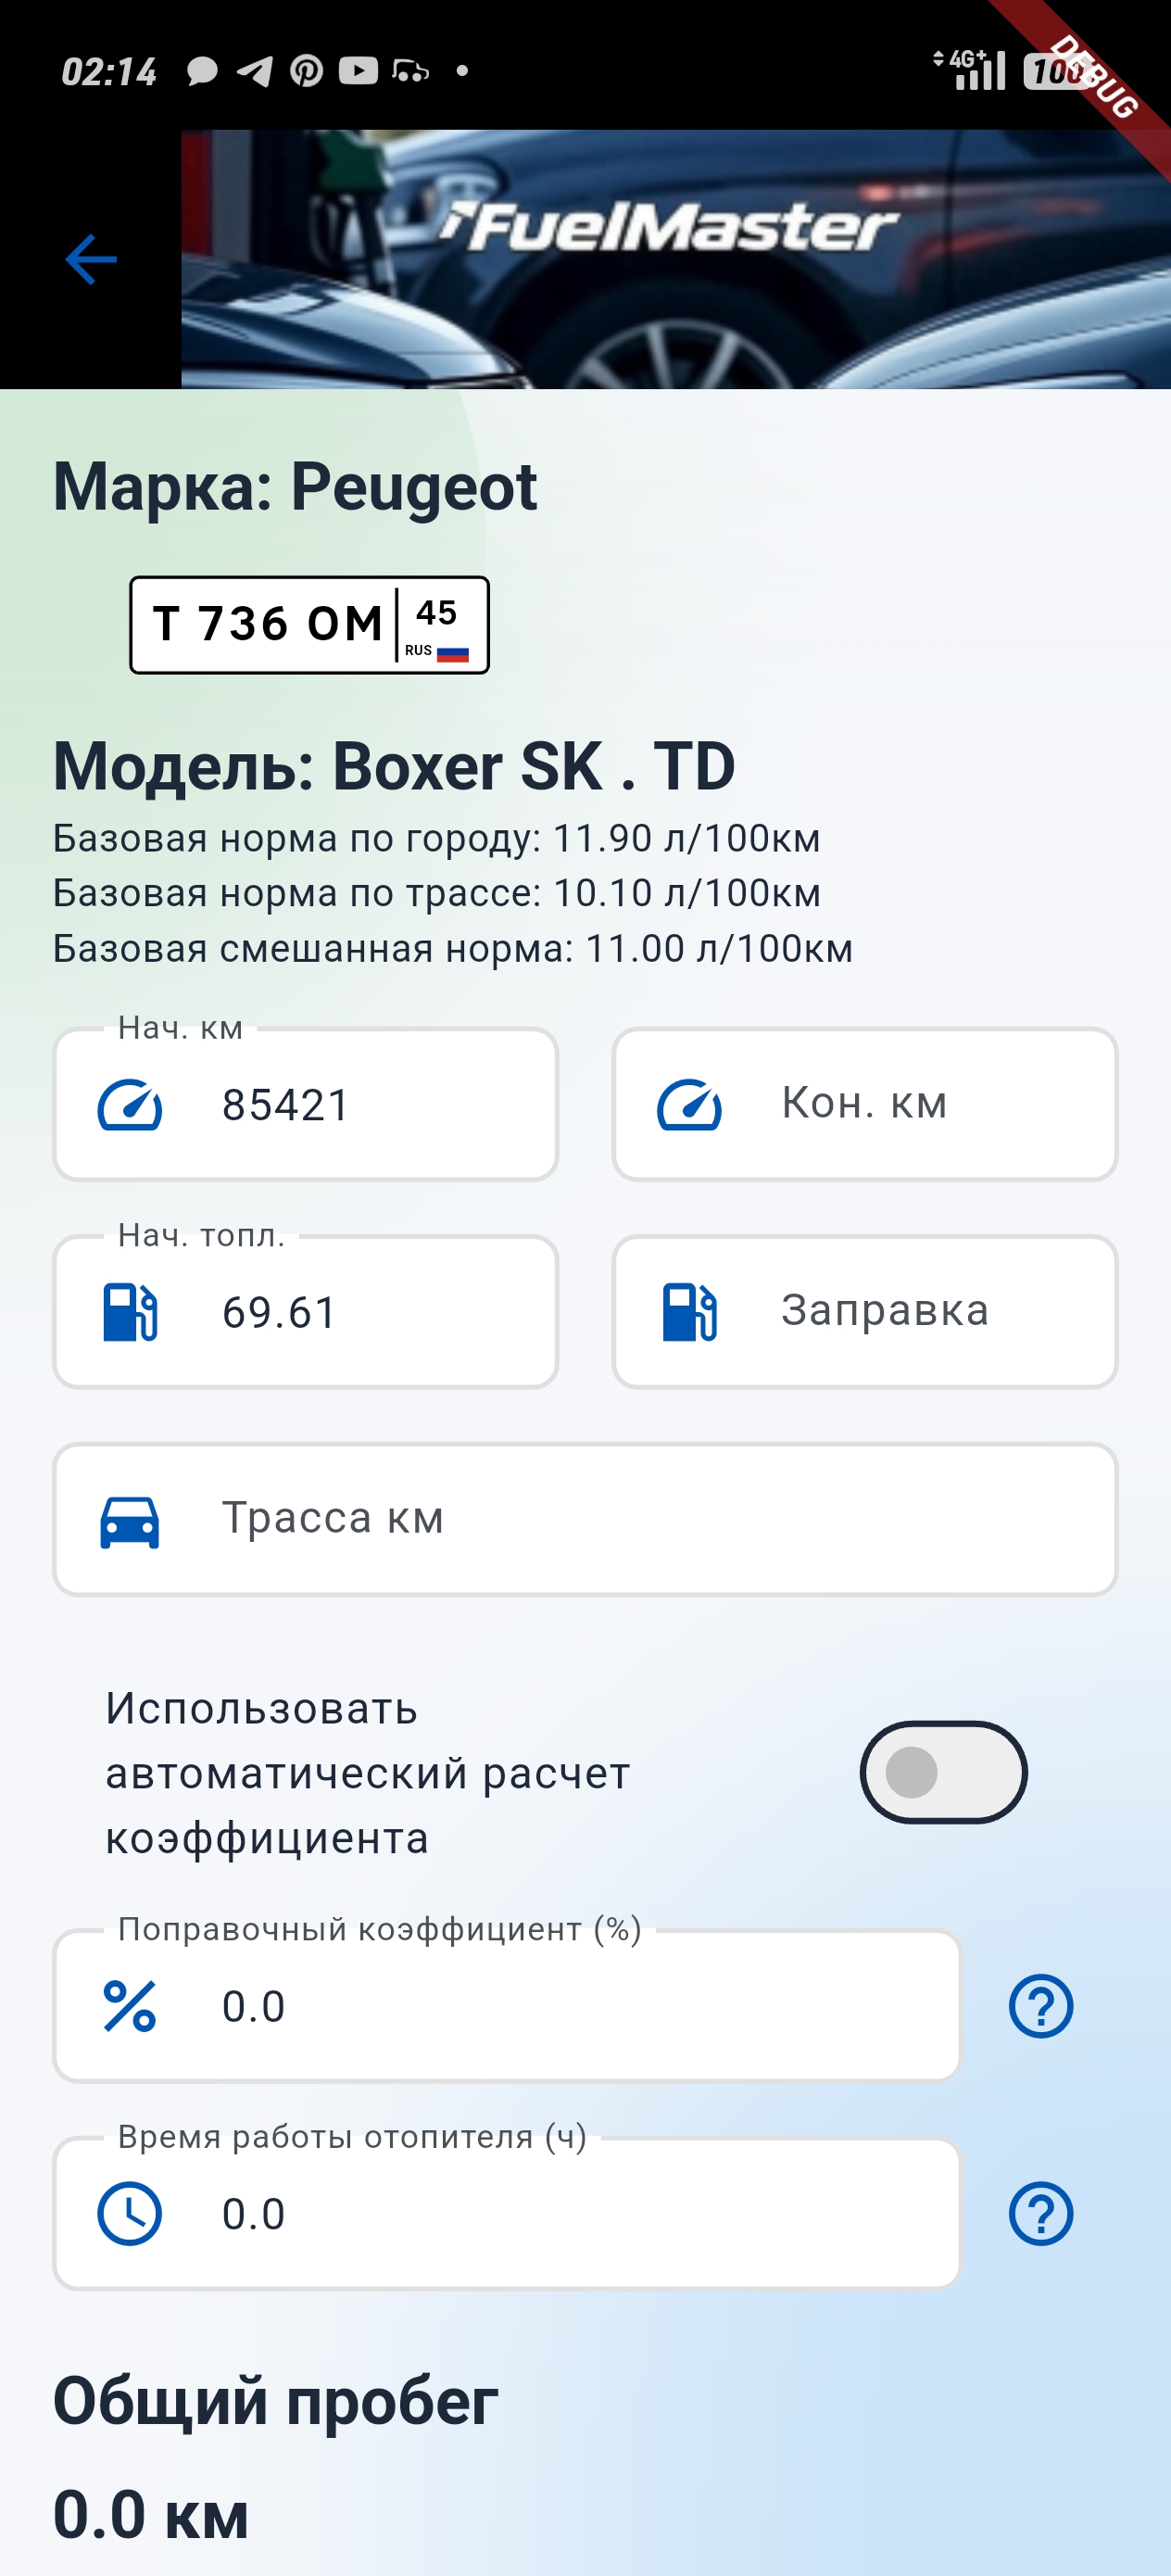 02:14
4G+
100
DEBUG
FuelMaster
Марка: Peugeot
Т 736 ОМ 45
RUS
Модель: Boxer SK . TD
Базовая норма по городу: 11.90 л/100км
Базовая норма по трассе: 10.10 л/100км
Базовая смешанная норма: 11.00 л/100км
Нач. км
85421
Кон. км
Нач. топл.
69.61
Заправка
Трасса км
Использовать
автоматический расчет
коэффициента
Поправочный коэффициент (%)
0.0
Время работы отопителя (ч)
0.0
Общий пробег
0.0 км